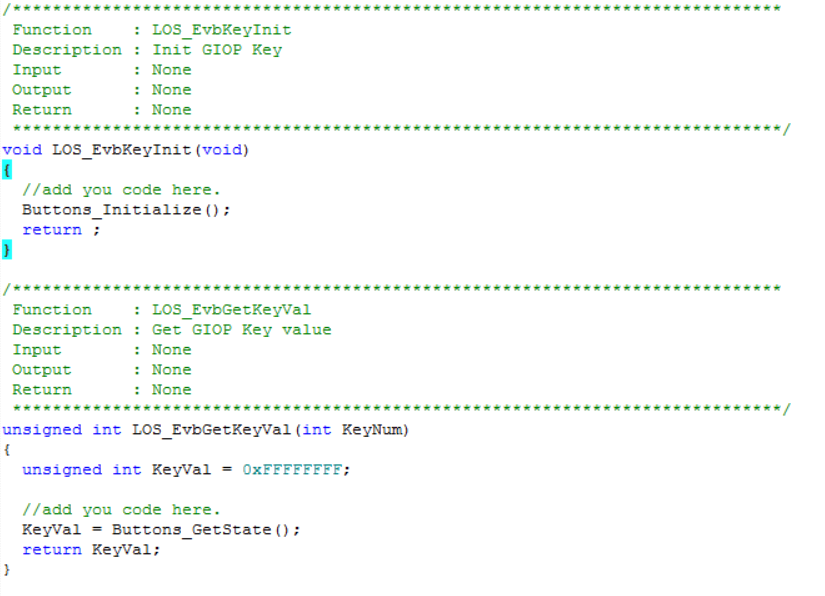 /*****************************************************************************
Function    : LOS_EvbKeyInit
Description : Init GIOP Key
Input       : None
Output      : None
Return      : None
*****************************************************************************/
void LOS_EvbKeyInit(void)
{
  //add you code here.
  Buttons_Initialize();
  return ;
}
/*****************************************************************************
Function    : LOS_EvbGetKeyVal
Description : Get GIOP Key value
Input       : None
Output      : None
Return      : None
*****************************************************************************/
unsigned int LOS_EvbGetKeyVal(int KeyNum)
{
  unsigned int KeyVal = 0xFFFFFFFF;
  //add you code here.
  KeyVal = Buttons_GetState();
  return KeyVal;
}